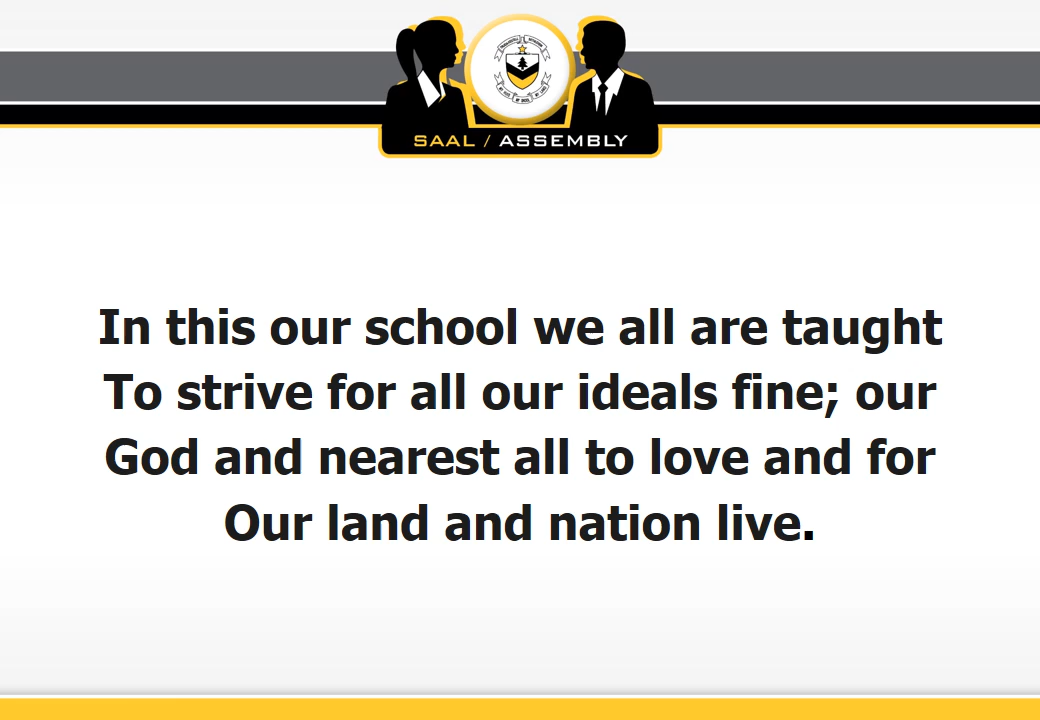 SAAL / ASSEMBLY
In this our school we all are taught
To strive for all our ideals fine; our
God and nearest all to love and for
Our land and nation live.